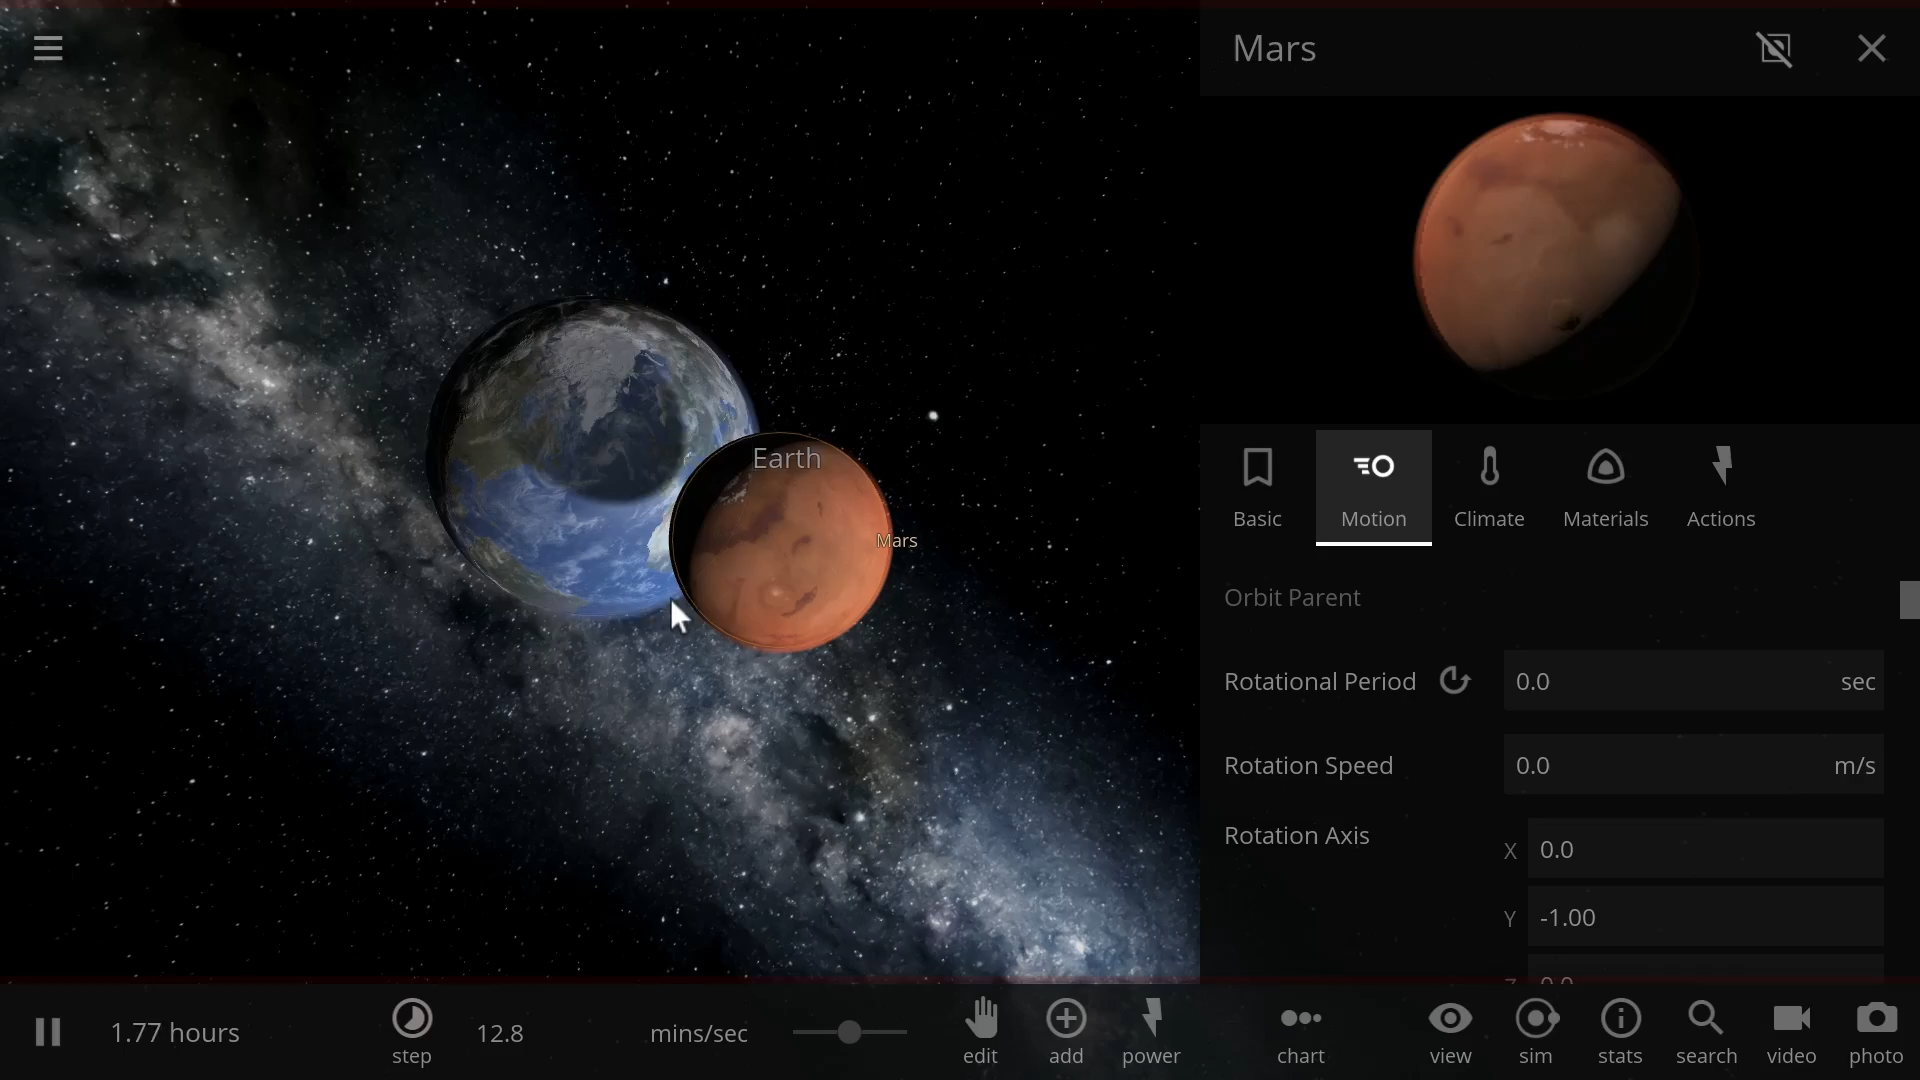 Mars
Earth
Mars
Basic
Motion
Climate
Materials
Actions
Orbit Parent
Rotational Period 0.0 sec
Rotation Speed 0.0 m/s
Rotation Axis
X 0.0
Y -1.00
1.77 hours
step
12.8 mins/sec
edit
add
power
chart
view
sim
stats
search
video
photo